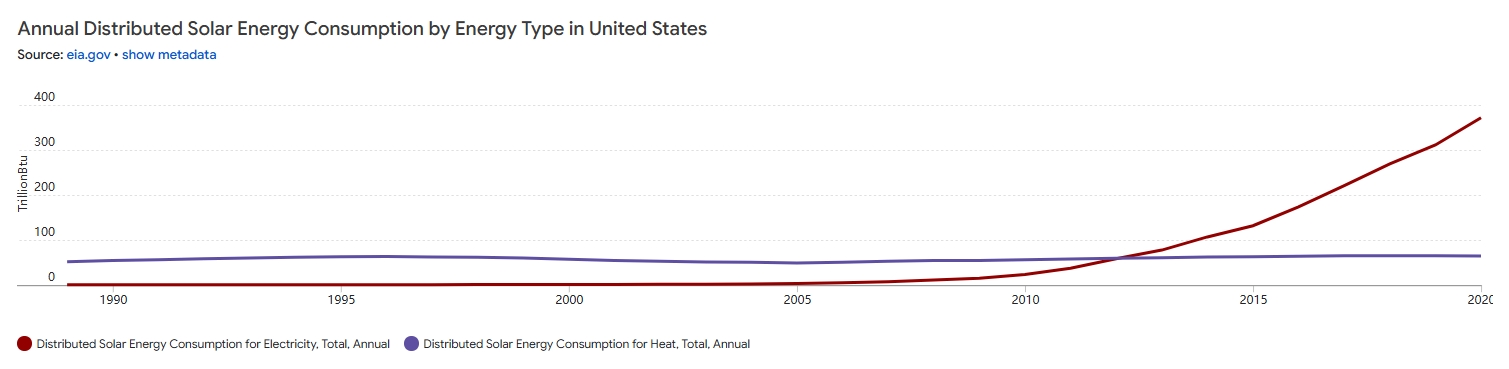 Annual Distributed Solar Energy Consumption by Energy Type in United States
Source: eia.gov • show metadata
400
300
200
100
0
TrillionBtu
1990 1995 2000 2005 2010 2015 2020
Distributed Solar Energy Consumption for Electricity, Total, Annual Distributed Solar Energy Consumption for Heat, Total, Annual